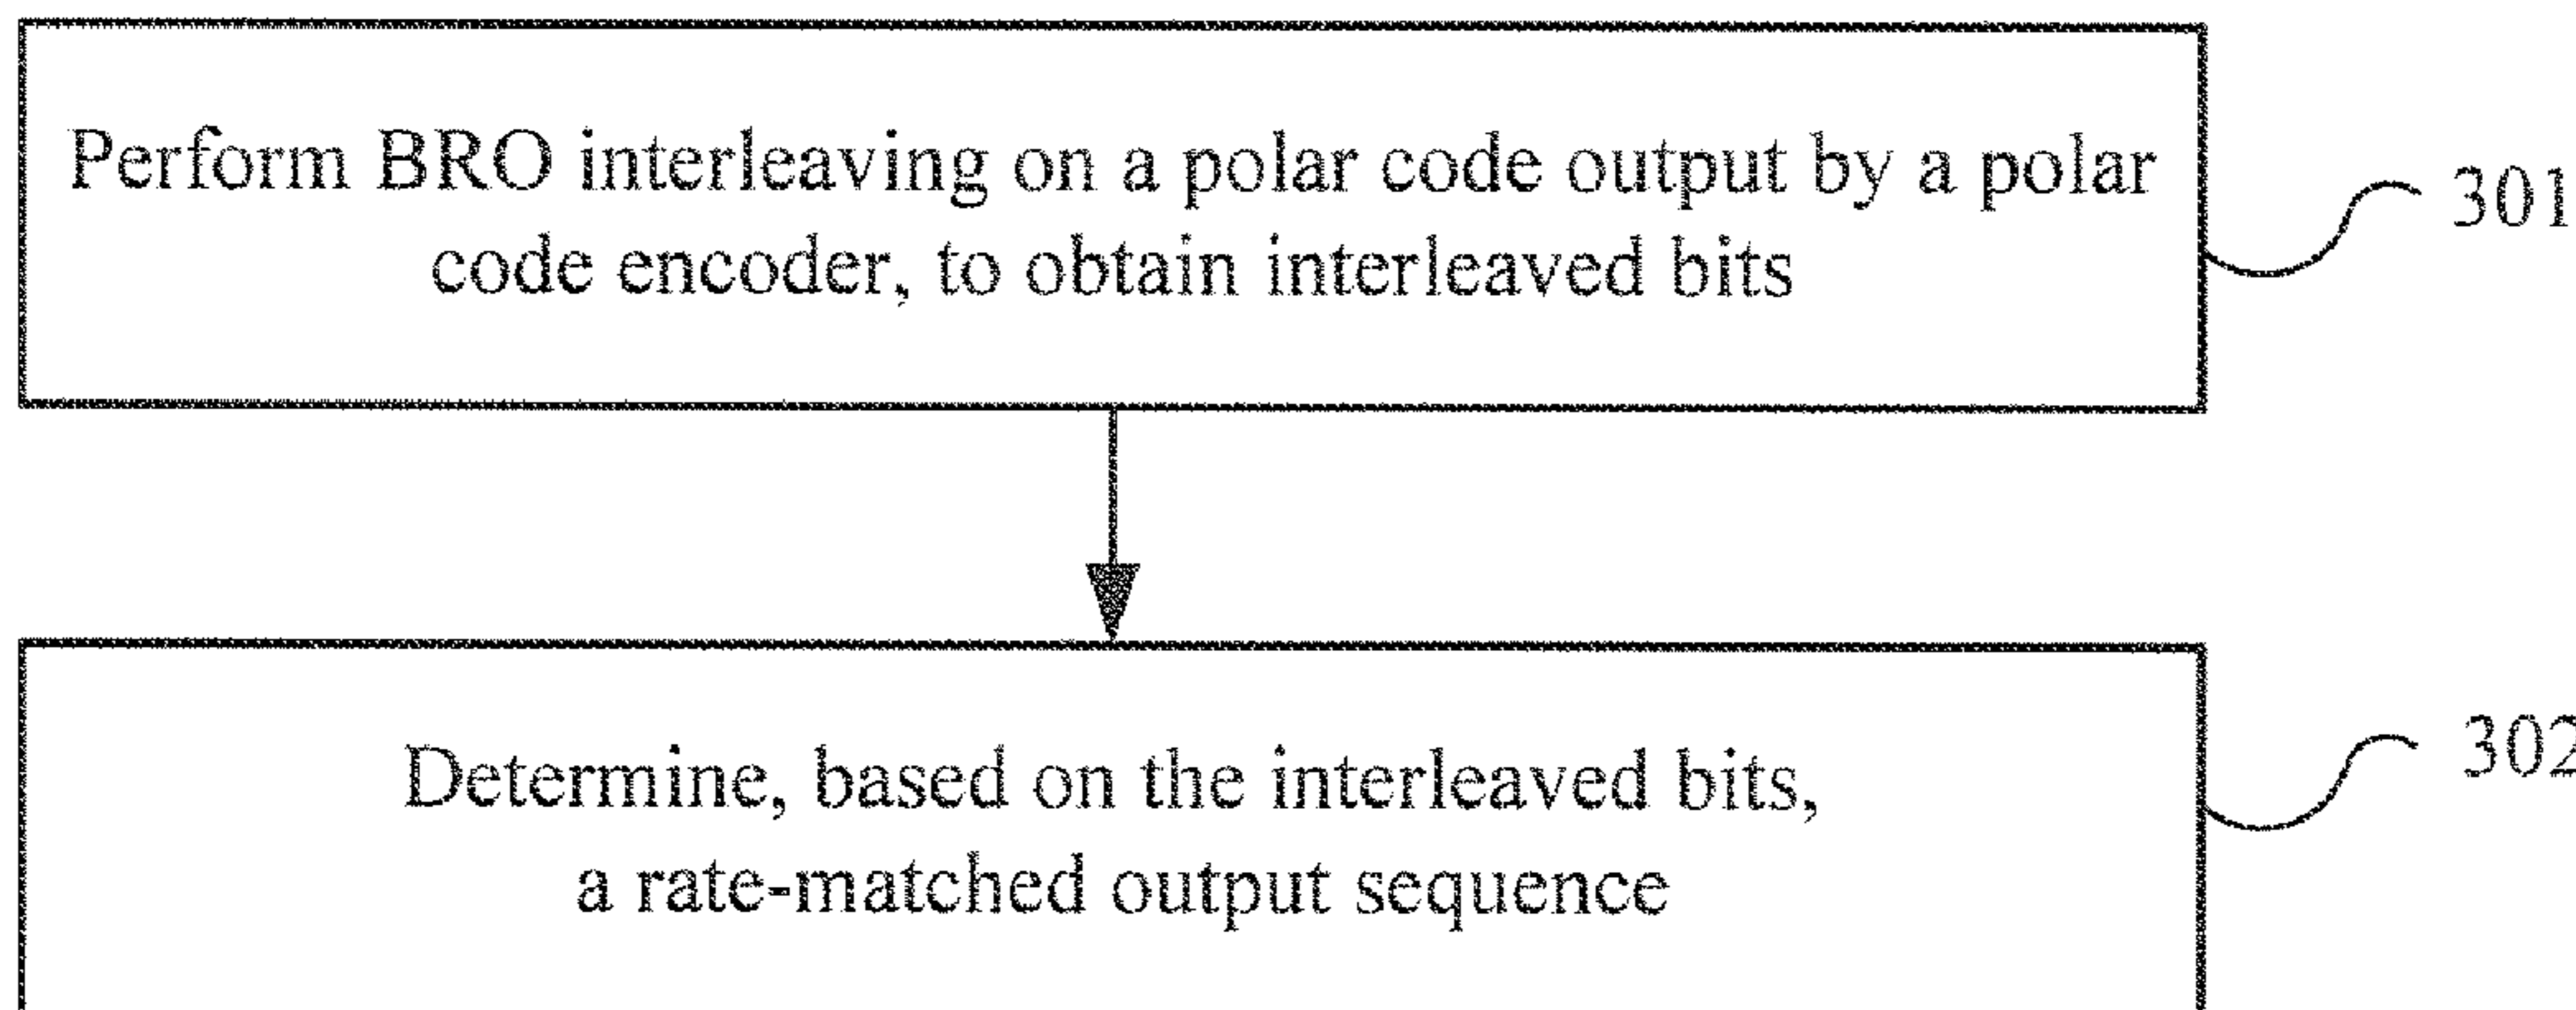 Perform BRO interleaving on a polar code output by a polar
code encoder, to obtain interleaved bits
301
Determine, based on the interleaved bits,
a rate-matched output sequence
302